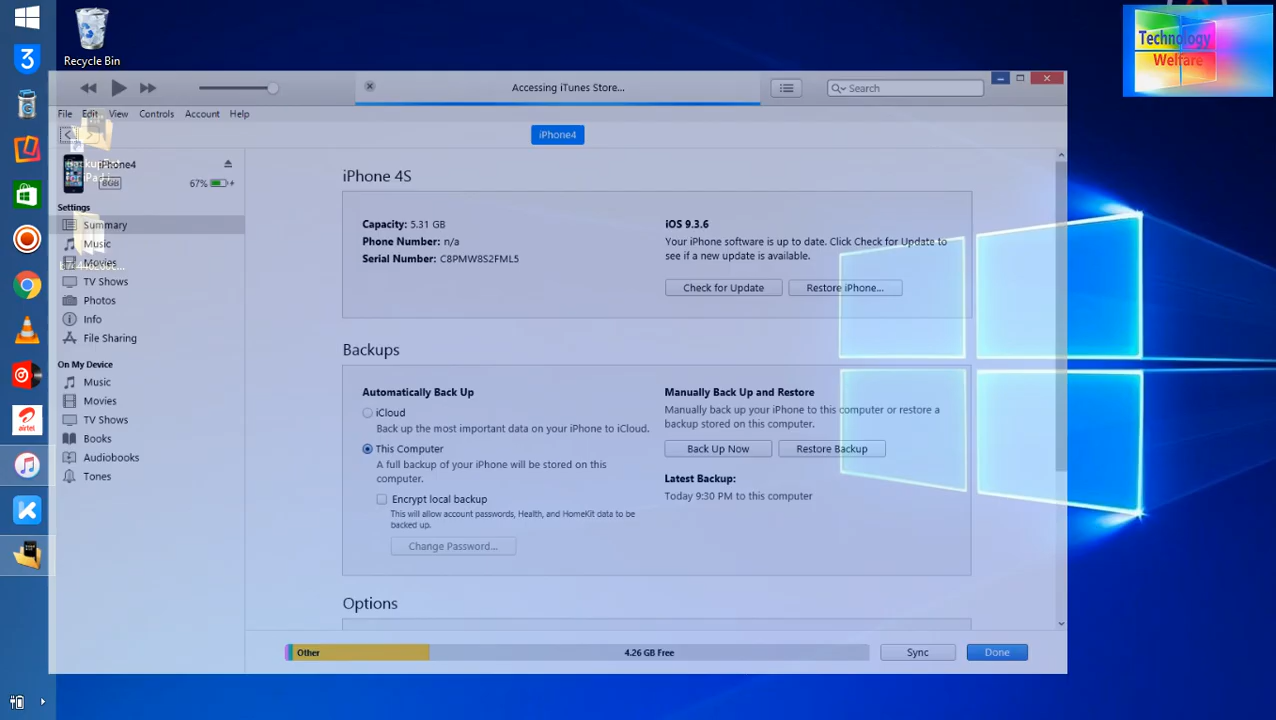 Recycle Bin
Technology
Welfare
Accessing iTunes Store...
Search
File Edit View Controls Account Help
iPhone4
iPhone4
8GB
67%
for iPad
Settings
Summary
Music
Movies
TV Shows
Photos
Info
File Sharing
On My Device
Music
Movies
TV Shows
Books
Audiobooks
Tones
airtel
iPhone 4S
Capacity: 5.31 GB
Phone Number: n/a
Serial Number: C8PMW8S2FML5
iOS 9.3.6
Your iPhone software is up to date. Click Check for Update to
see if a new update is available.
Check for Update
Restore iPhone...
Backups
Automatically Back Up
iCloud
Back up the most important data on your iPhone to iCloud.
This Computer
A full backup of your iPhone will be stored on this
computer.
Encrypt local backup
This will allow account passwords, Health, and HomeKit data to be
backed up.
Change Password...
Manually Back Up and Restore
Manually back up your iPhone to this computer or restore a
backup stored on this computer.
Back Up Now
Restore Backup
Latest Backup:
Today 9:30 PM to this computer
Options
Other
4.26 GB Free
Sync
Done